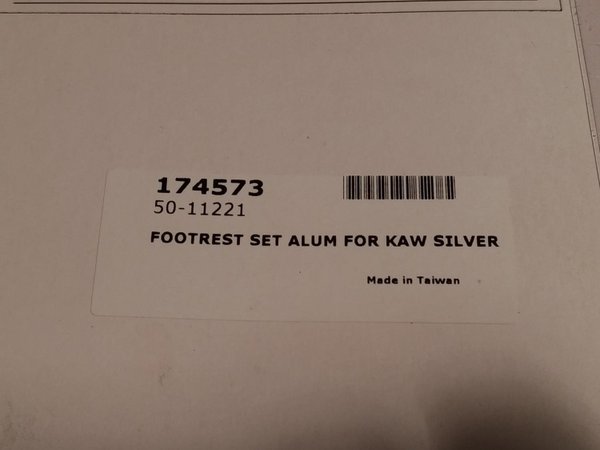 174573
50-11221
FOOTREST SET ALUM FOR KAW SILVER
Made in Taiwan